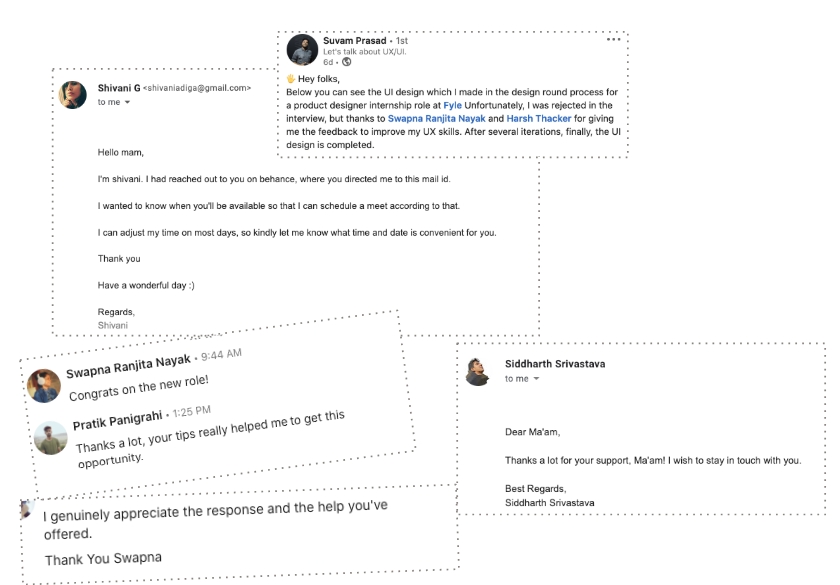 Suvam Prasad • 1st
Let's talk about UX/UI.
6d •
🖐 Hey folks,
Below you can see the UI design which I made in the design round process for
a product designer internship role at Fyle Unfortunately, I was rejected in the
interview, but thanks to Swapna Ranjita Nayak and Harsh Thacker for giving
me the feedback to improve my UX skills. After several iterations, finally, the UI
design is completed.
Shivani G <shivaniadiga@gmail.com>
to me
Hello mam,
I'm shivani. I had reached out to you on behance, where you directed me to this mail id.
I wanted to know when you'll be available so that I can schedule a meet according to that.
I can adjust my time on most days, so kindly let me know what time and date is convenient for you.
Thank you
Have a wonderful day :)
Regards,
Shivani
Swapna Ranjita Nayak • 9:44 AM
Congrats on the new role!
Pratik Panigrahi • 1:25 PM
Thanks a lot, your tips really helped me to get this
opportunity.
Siddharth Srivastava
to me
Dear Ma'am,
Thanks a lot for your support, Ma'am! I wish to stay in touch with you.
Best Regards,
Siddharth Srivastava
I genuinely appreciate the response and the help you've
offered.
Thank You Swapna